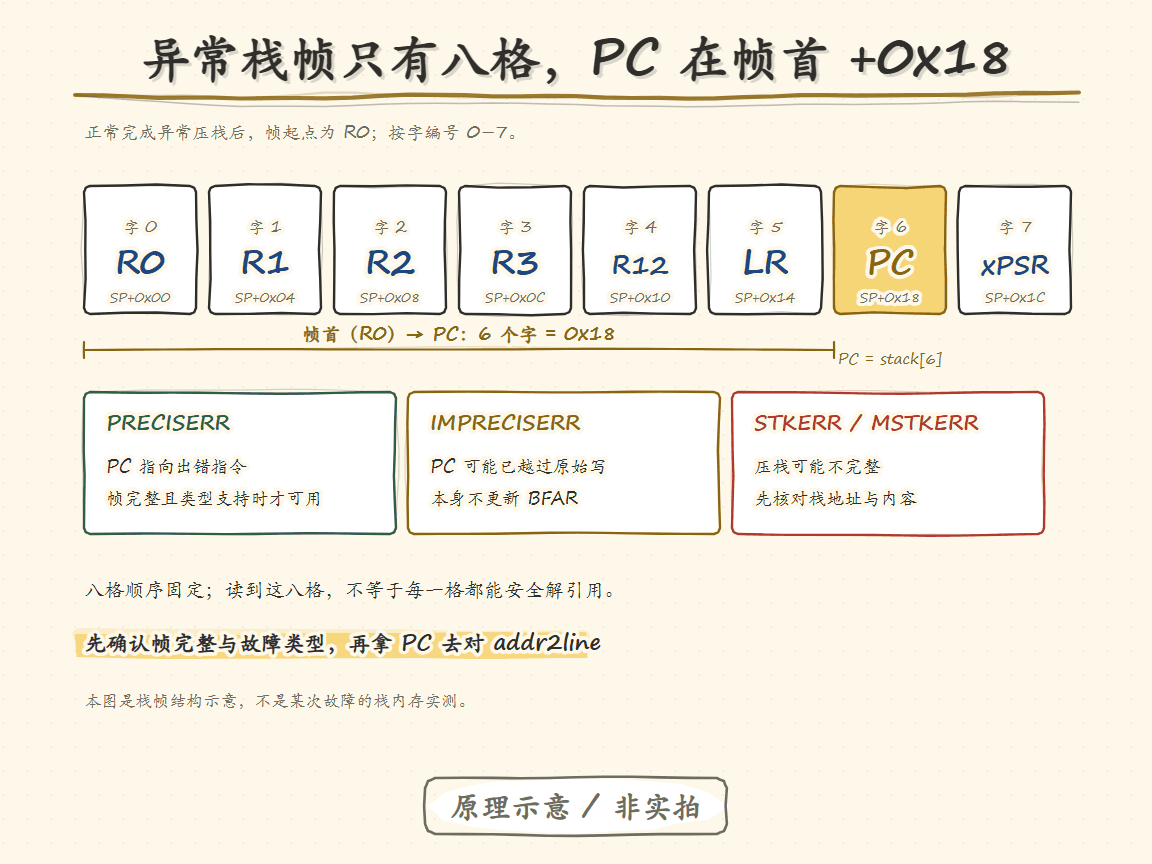 异常栈帧只有八格，PC 在帧首 +0x18
正常完成异常压栈后，帧起点为 R0；按字编号 0–7。
字 0
R0
SP+0x00
字 1
R1
SP+0x04
字 2
R2
SP+0x08
字 3
R3
SP+0x0C
字 4
R12
SP+0x10
字 5
LR
SP+0x14
字 6
PC
SP+0x18
字 7
xPSR
SP+0x1C
帧首（R0）→ PC：6 个字 = 0x18
PC = stack[6]
PRECISERR
PC 指向出错指令
帧完整且类型支持时才可用
IMPRECISERR
PC 可能已越过原始写
本身不更新 BFAR
STKERR / MSTKERR
压栈可能不完整
先核对栈地址与内容
八格顺序固定；读到这八格，不等于每一格都能安全解引用。
先确认帧完整与故障类型，再拿 PC 去对 addr2line
本图是栈帧结构示意，不是某次故障的栈内存实测。
原理示意 / 非实拍